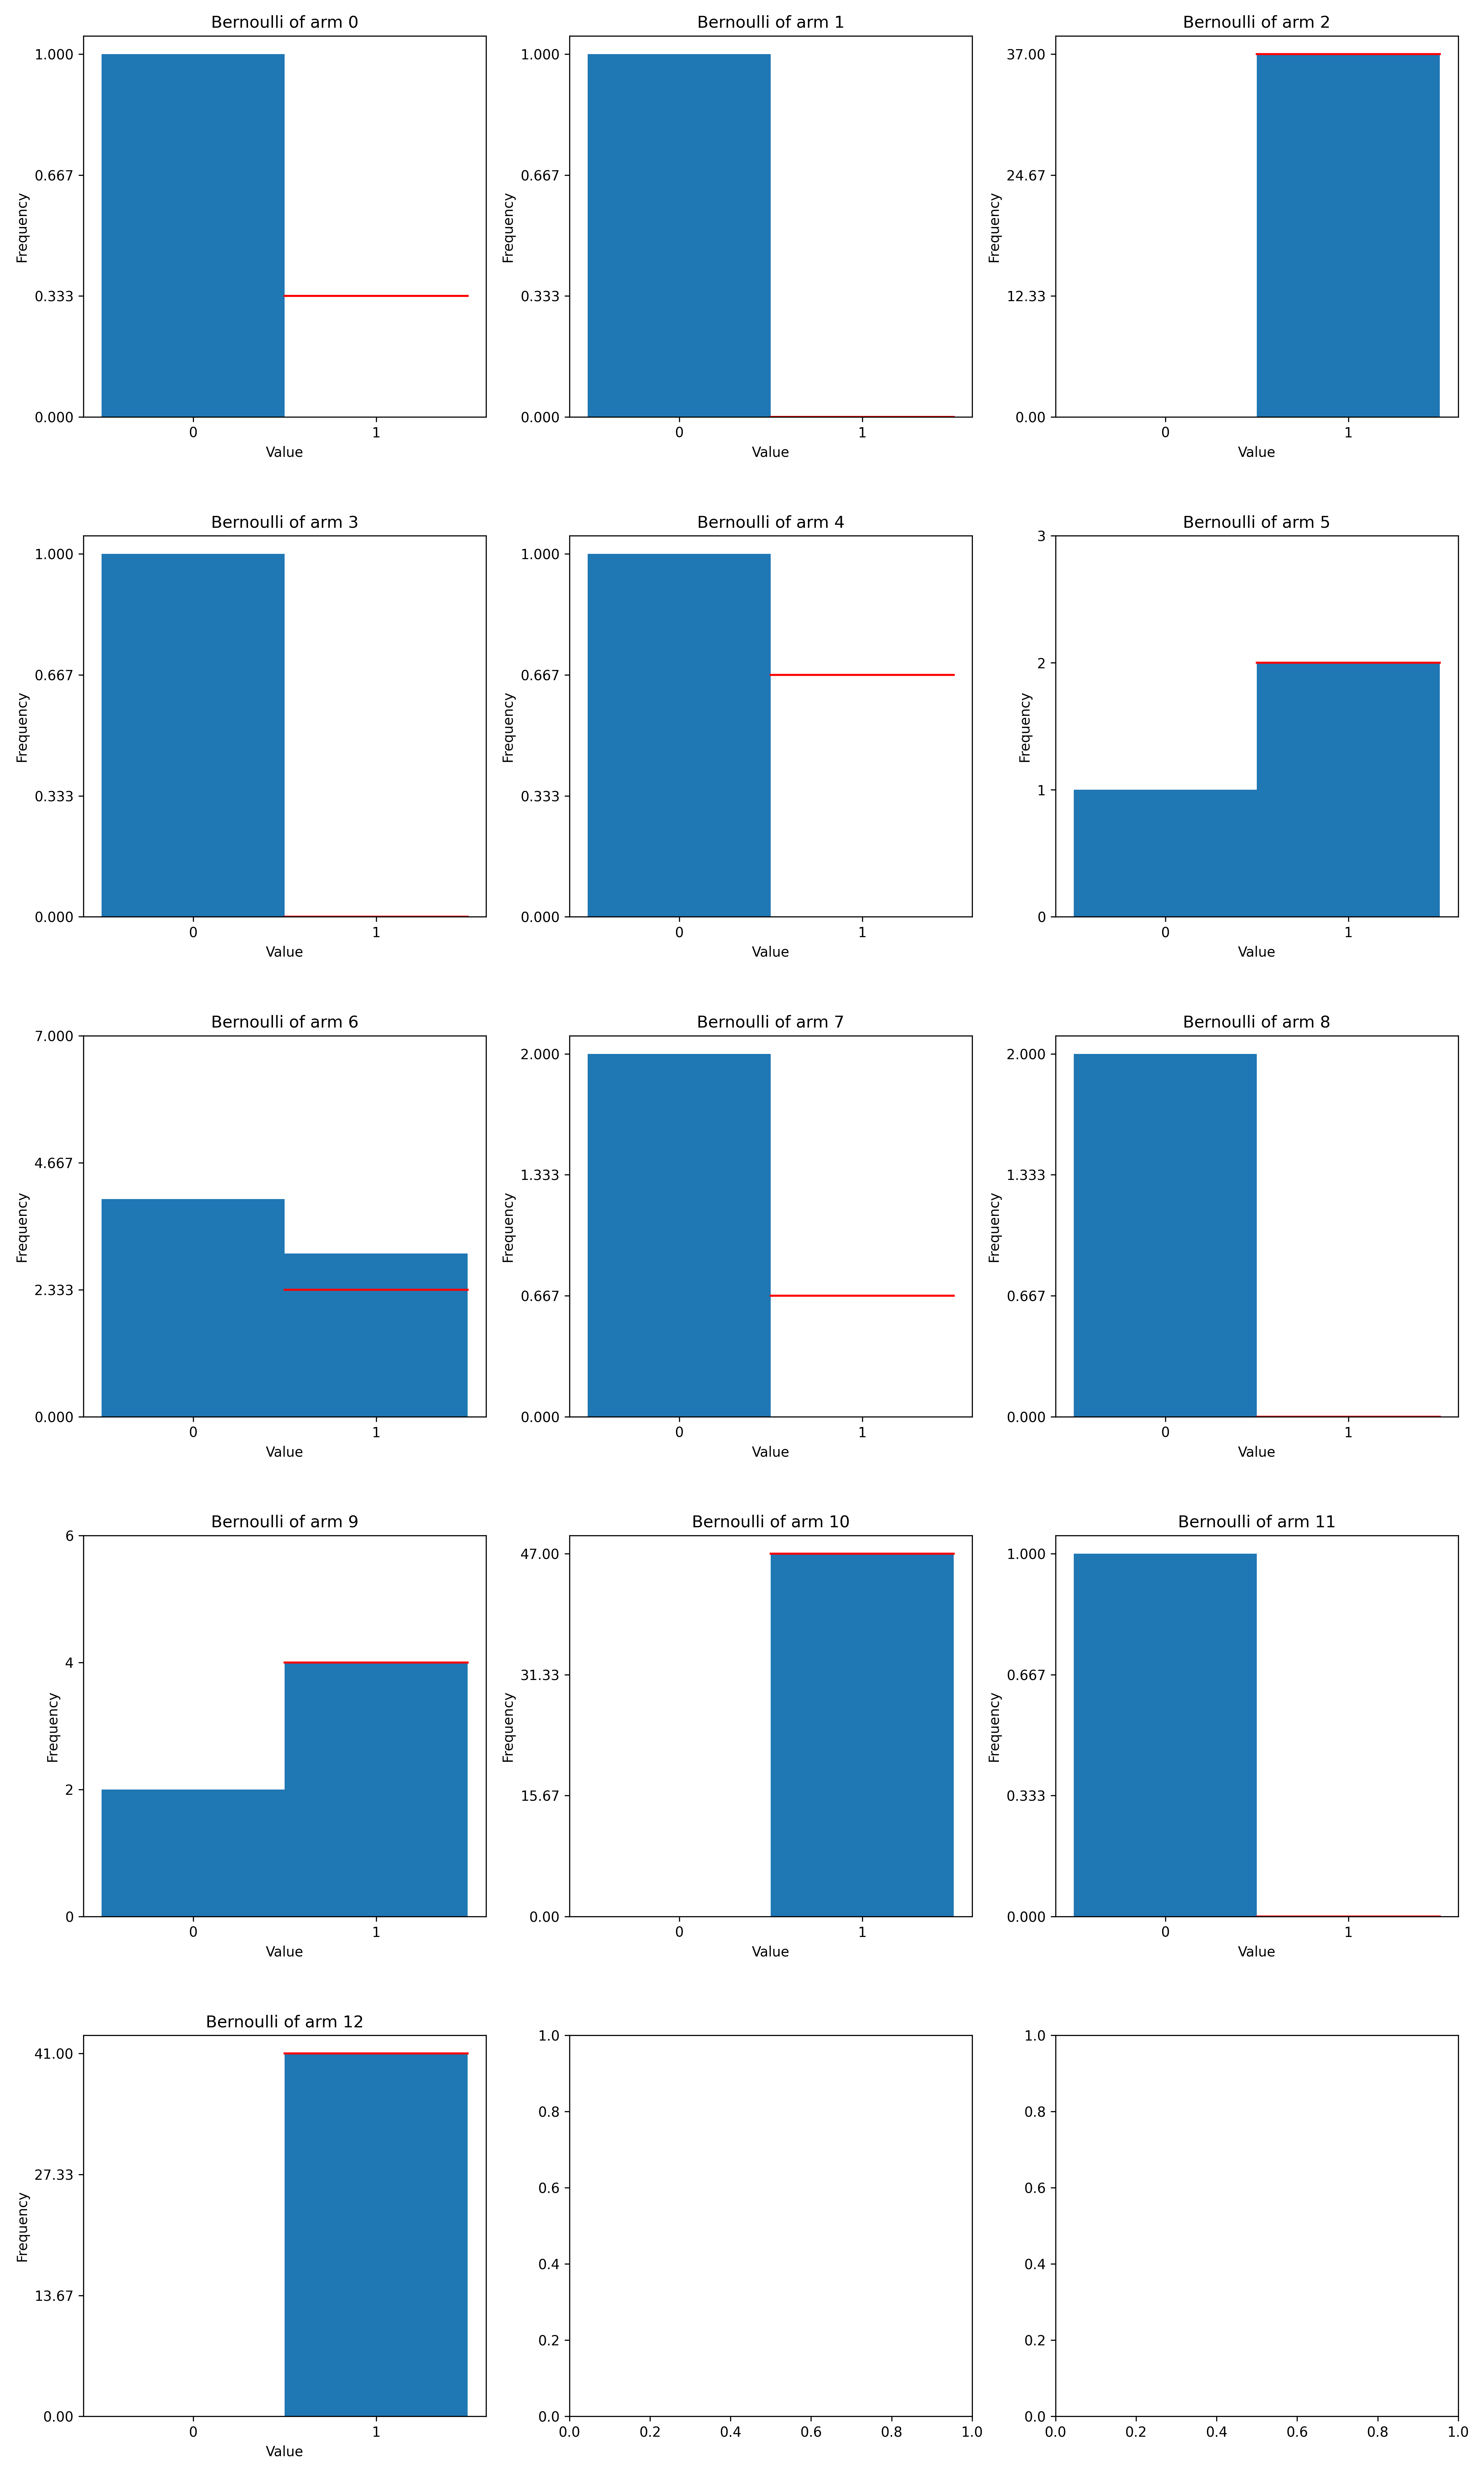 Bernoulli of arm 0
1.000
0.667
0.333
0.000
Frequency
0 1
Value
Bernoulli of arm 1
1.000
0.667
0.333
0.000
Frequency
0 1
Value
Bernoulli of arm 2
37.00
24.67
12.33
0.00
Frequency
0 1
Value
Bernoulli of arm 3
1.000
0.667
0.333
0.000
Frequency
0 1
Value
Bernoulli of arm 4
1.000
0.667
0.333
0.000
Frequency
0 1
Value
Bernoulli of arm 5
3
2
1
0
Frequency
0 1
Value
Bernoulli of arm 6
7.000
4.667
2.333
0.000
Frequency
0 1
Value
Bernoulli of arm 7
2.000
1.333
0.667
0.000
Frequency
0 1
Value
Bernoulli of arm 8
2.000
1.333
0.667
0.000
Frequency
0 1
Value
Bernoulli of arm 9
6
4
2
0
Frequency
0 1
Value
Bernoulli of arm 10
47.00
31.33
15.67
0.00
Frequency
0 1
Value
Bernoulli of arm 11
1.000
0.667
0.333
0.000
Frequency
0 1
Value
Bernoulli of arm 12
41.00
27.33
13.67
0.00
Frequency
0 1
Value
1.0
0.8
0.6
0.4
0.2
0.0
0.0 0.2 0.4 0.6 0.8 1.0
1.0
0.8
0.6
0.4
0.2
0.0
0.0 0.2 0.4 0.6 0.8 1.0